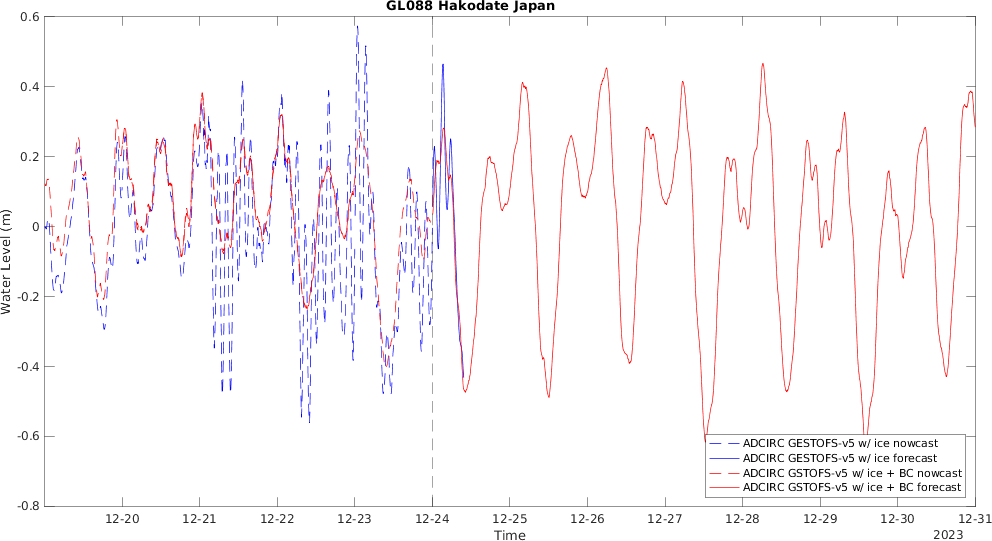 GL088 Hakodate Japan
0.6
0.4
0.2
0
-0.2
-0.4
-0.6
-0.8
Water Level (m)
ADCIRC GESTOFS-v5 w/ ice nowcast
ADCIRC GESTOFS-v5 w/ ice forecast
ADCIRC GSTOFS-v5 w/ ice + BC nowcast
ADCIRC GSTOFS-v5 w/ ice + BC forecast
12-20 12-21 12-22 12-23 12-24 12-25 12-26 12-27 12-28 12-29 12-30 12-31
Time
2023